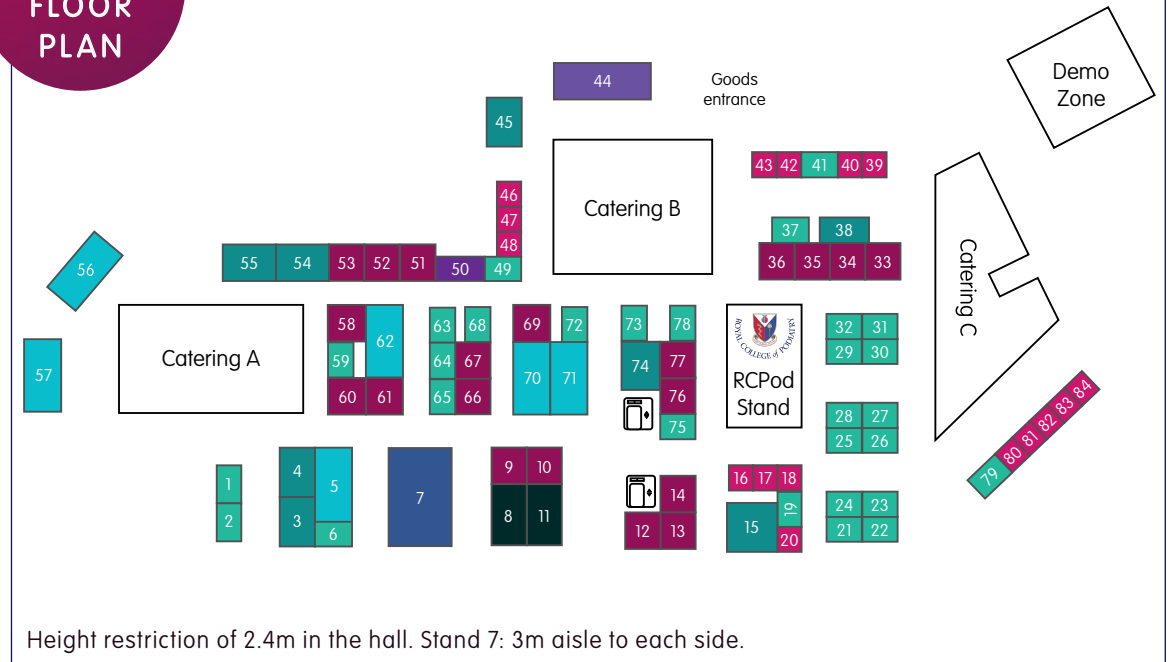 FLOOR
PLAN
44
Goods
entrance
Demo
Zone
45
Catering B
43 42 41 40 39
46
47
48
37 38
36 35 34 33
56
55 54 53 52 51 50 49
Catering C
57
Catering A
58 62
59
60 61
63 68
64 67
65 66
69 72
70 71
73 78
74 77
76
75
ROYAL COLLEGE of PODIATRY
RCPod
Stand
32 31
29 30
28 27
25 26
79 80 81 82 83 84
1
2
4 5
3 6
7
9 10
8 11
14
12 13
16 17 18
15 19
20
24 23
21 22
Height restriction of 2.4m in the hall. Stand 7: 3m aisle to each side.